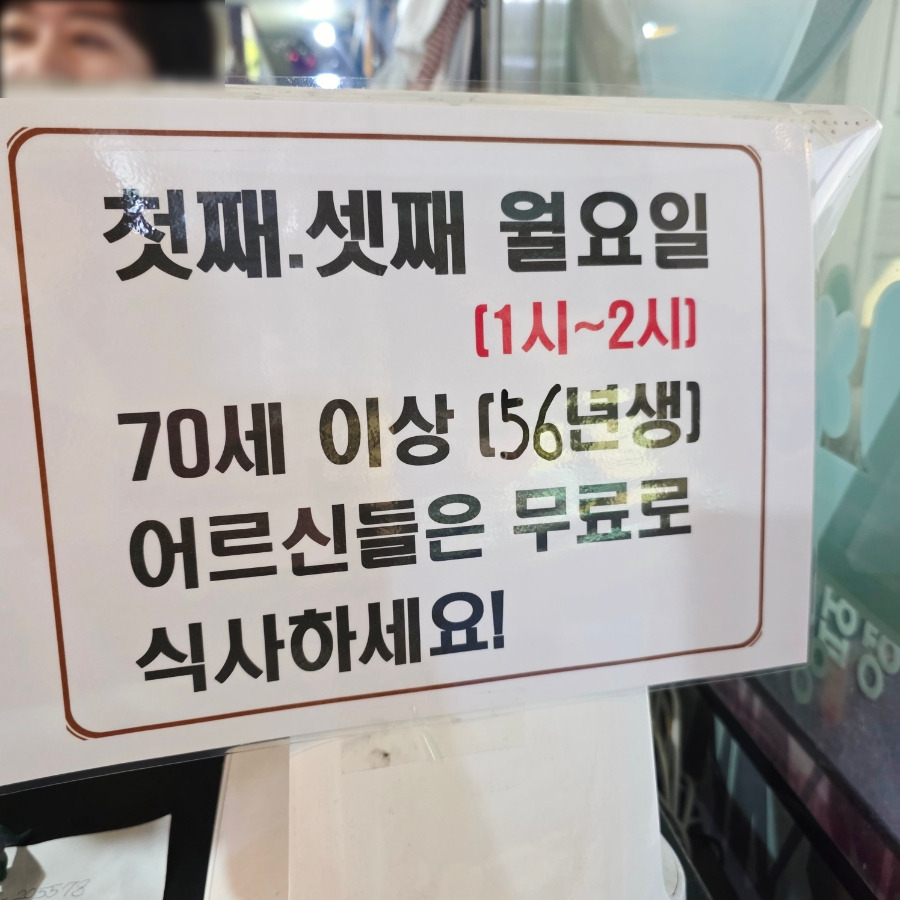 첫째.셋째 월요일
(1시~2시)
70세 이상 (56년생)
어르신들은 무료로
식사하세요!